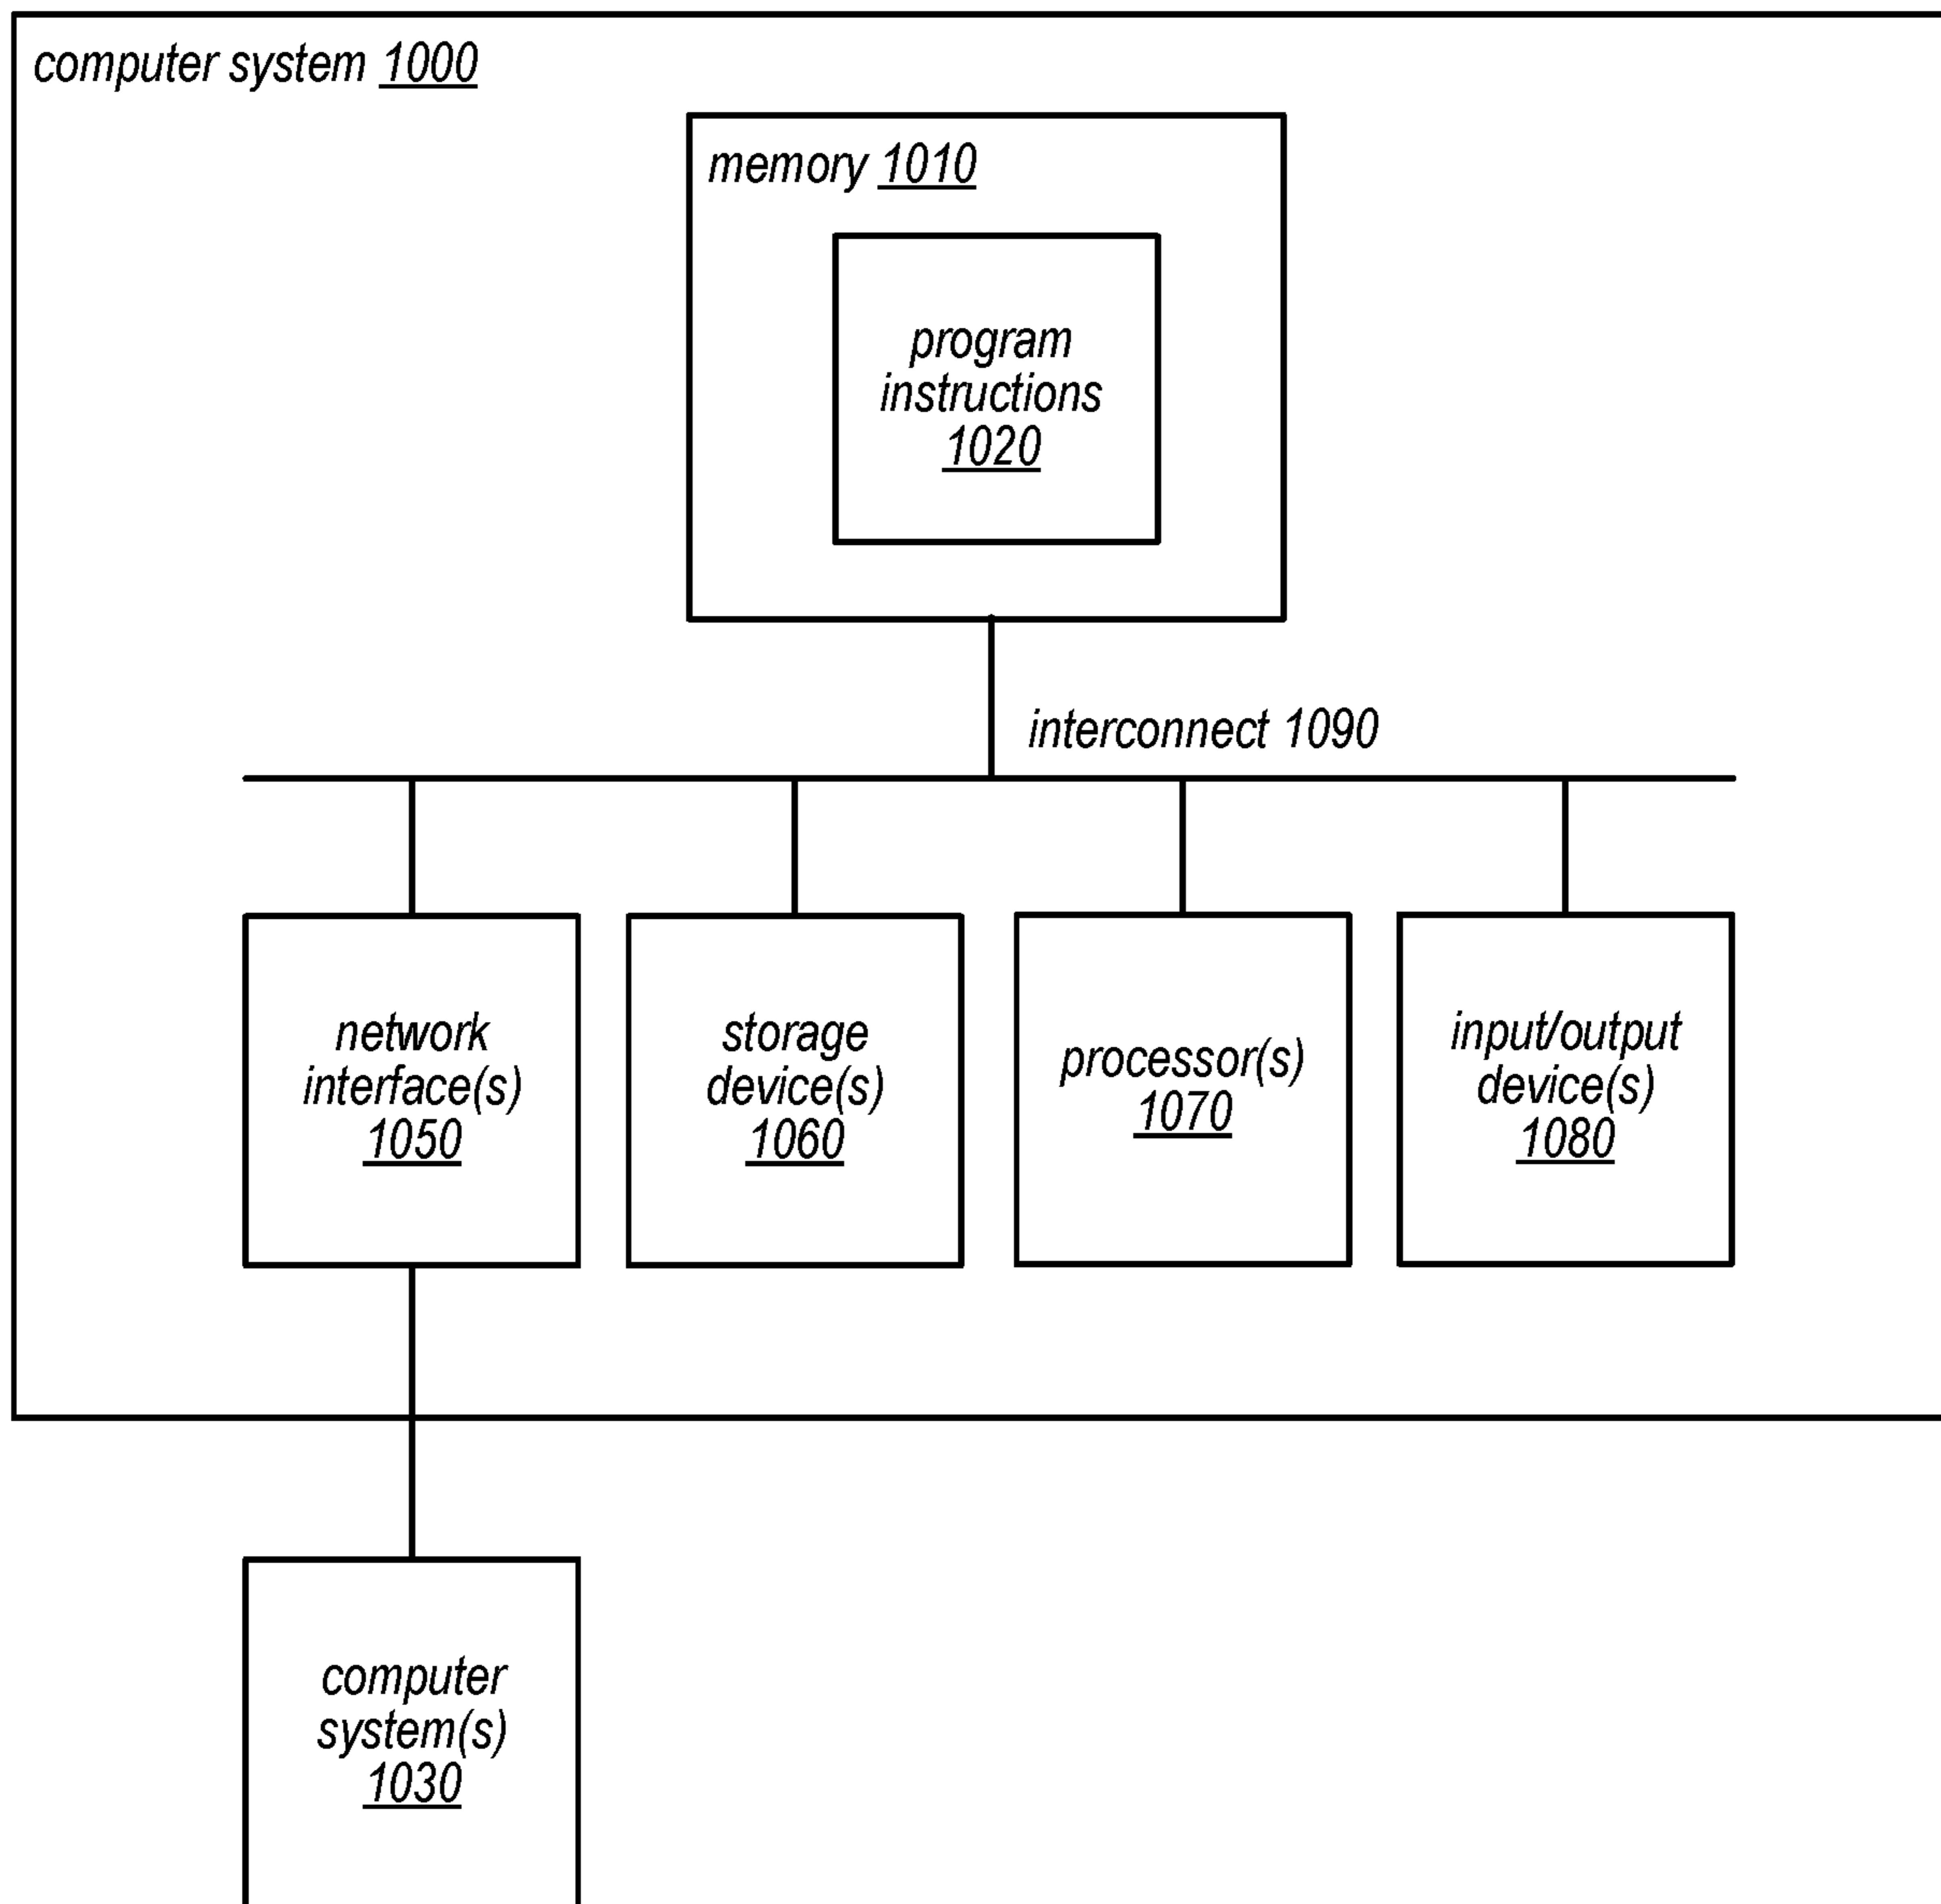 computer system 1000
memory 1010
program
instructions
1020
interconnect 1090
network
interface(s)
1050
storage
device(s)
1060
processor(s)
1070
input/output
device(s)
1080
computer
system(s)
1030